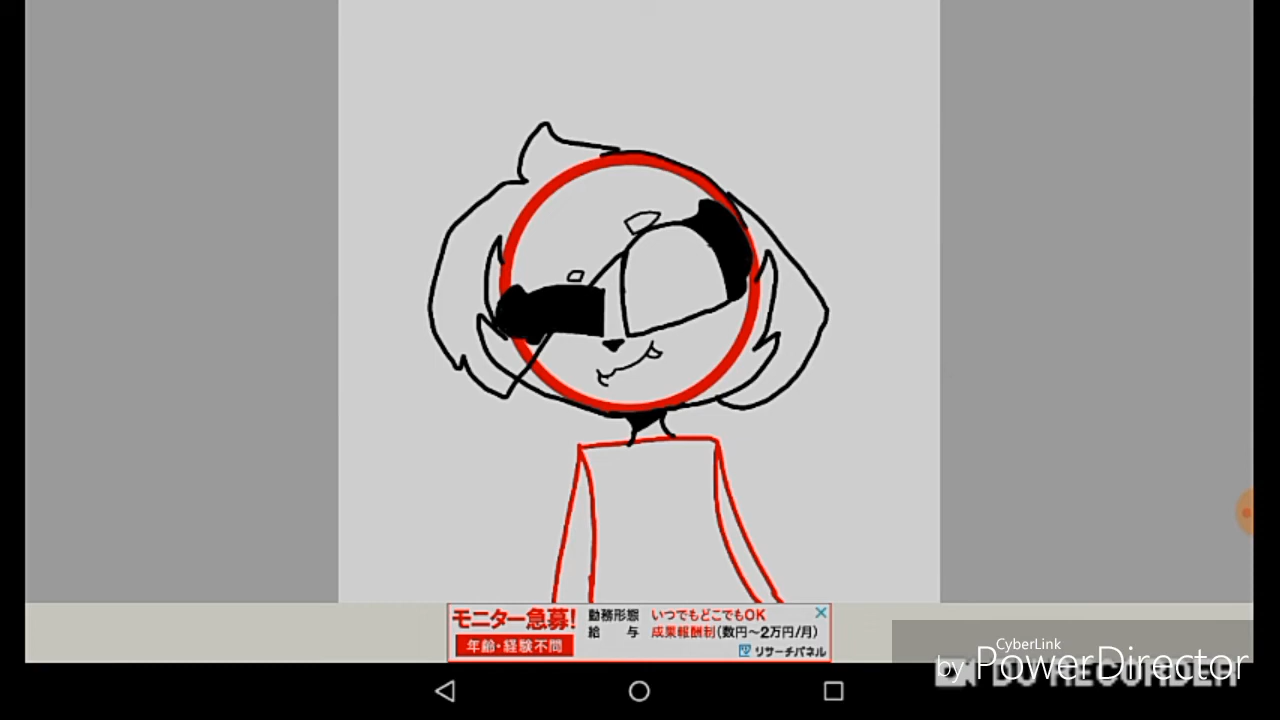 モニター急募!
年齢・経験不問
勤務形態 いつでもどこでもOK
給 与 成果報酬制(数円～2万円/月)
リサーチパネル
CyberLink
by PowerDirector
DU RECORDER